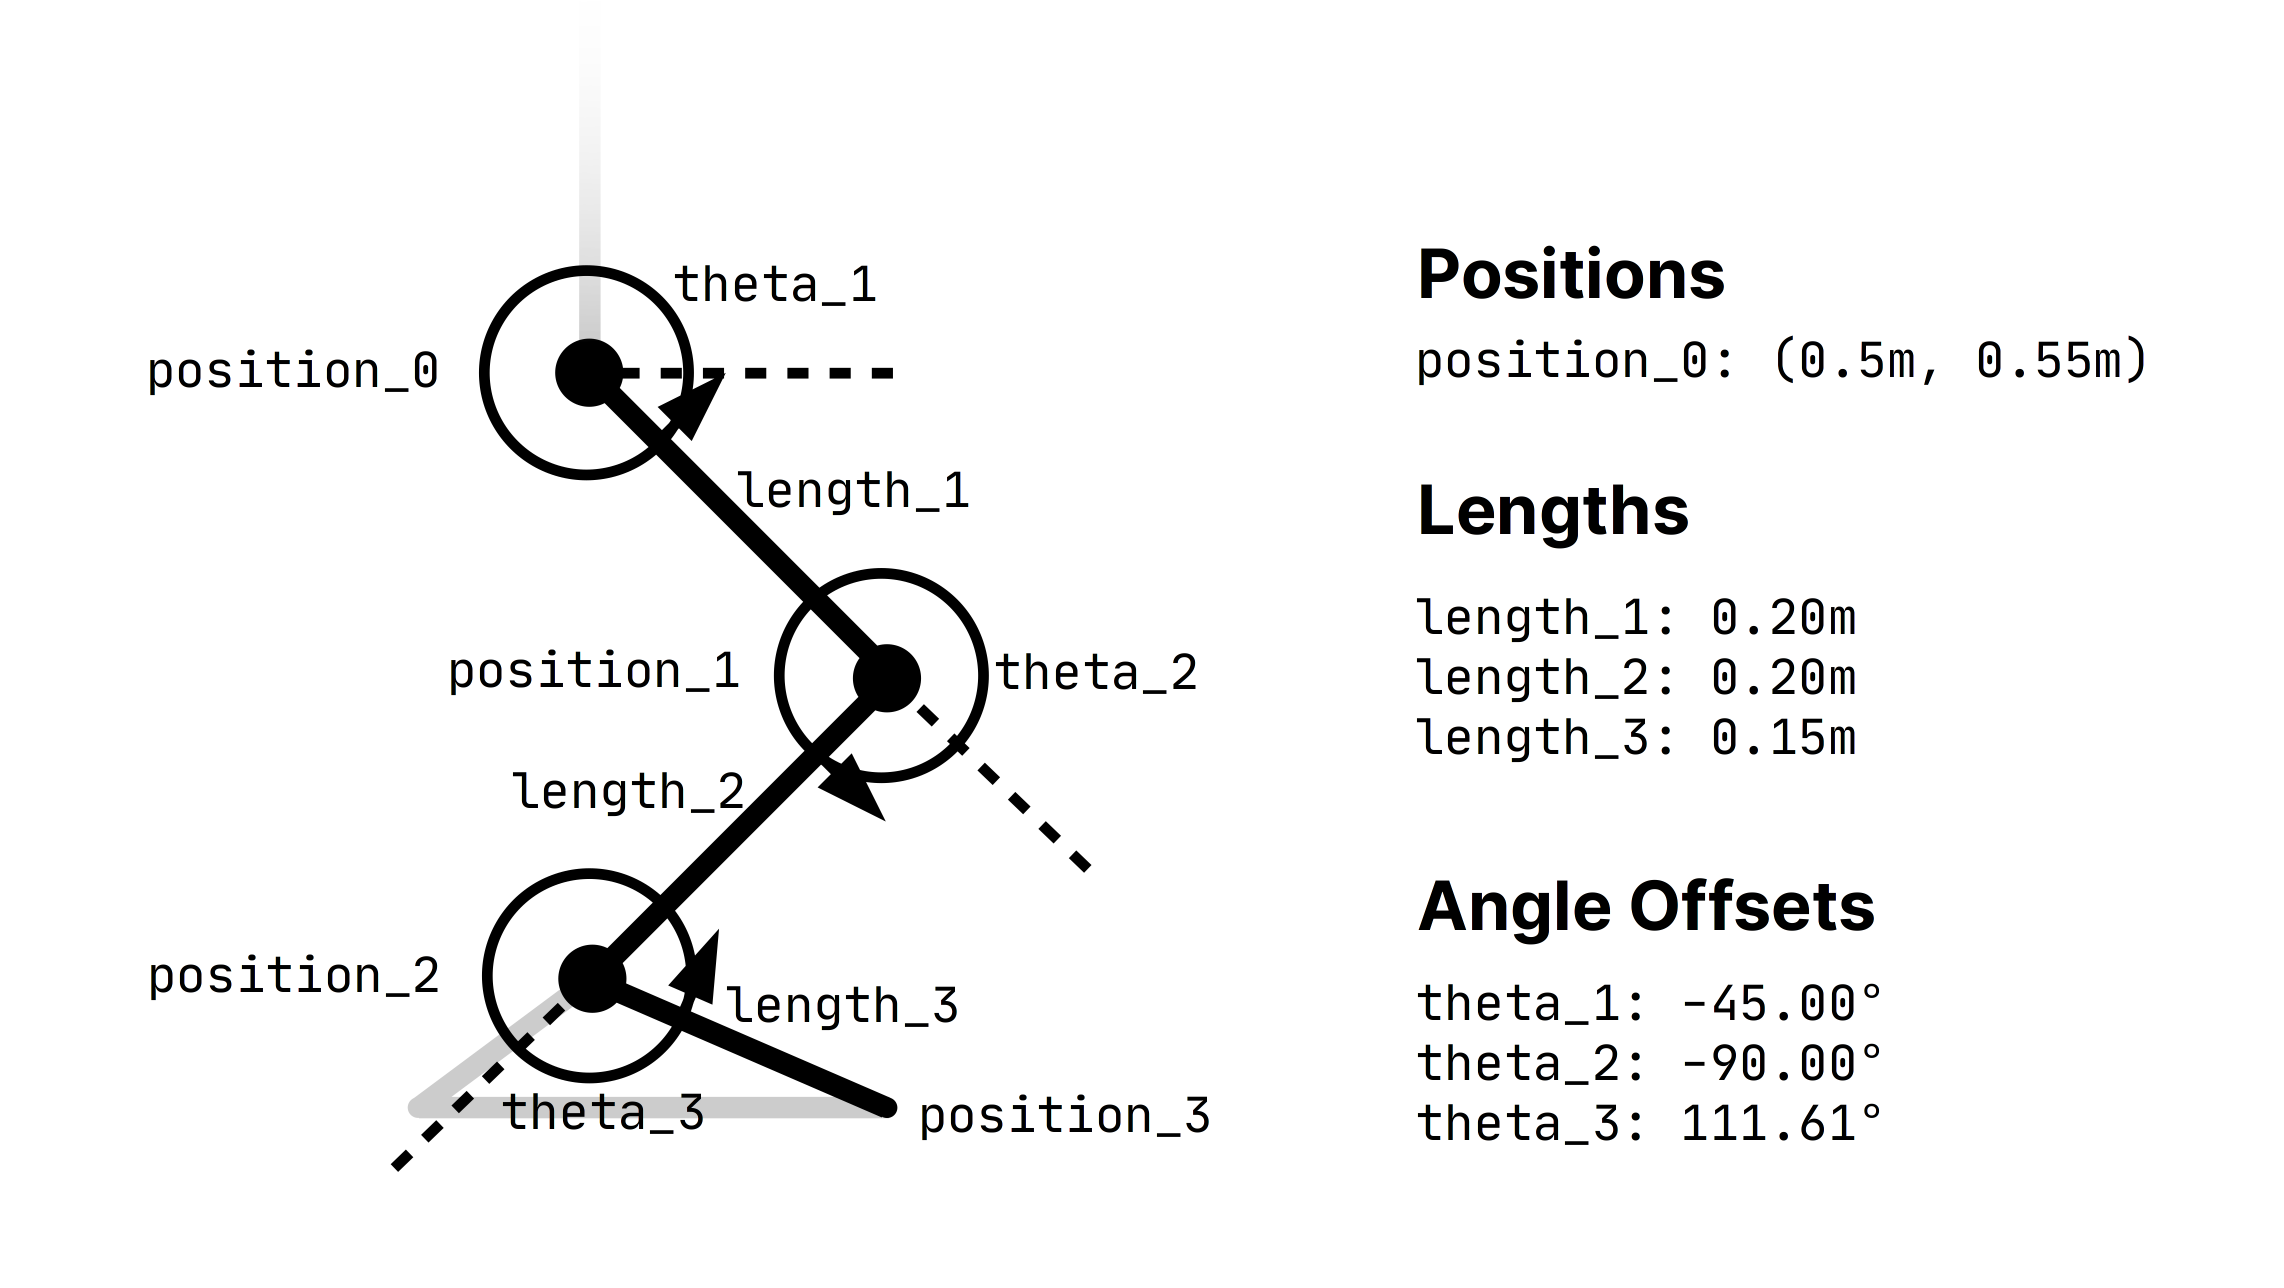 theta_1
position_0
length_1
position_1
theta_2
length_2
position_2
length_3
theta_3
position_3
Positions
position_0: (0.5m, 0.55m)
Lengths
length_1: 0.20m
length_2: 0.20m
length_3: 0.15m
Angle Offsets
theta_1: -45.00°
theta_2: -90.00°
theta_3: 111.61°